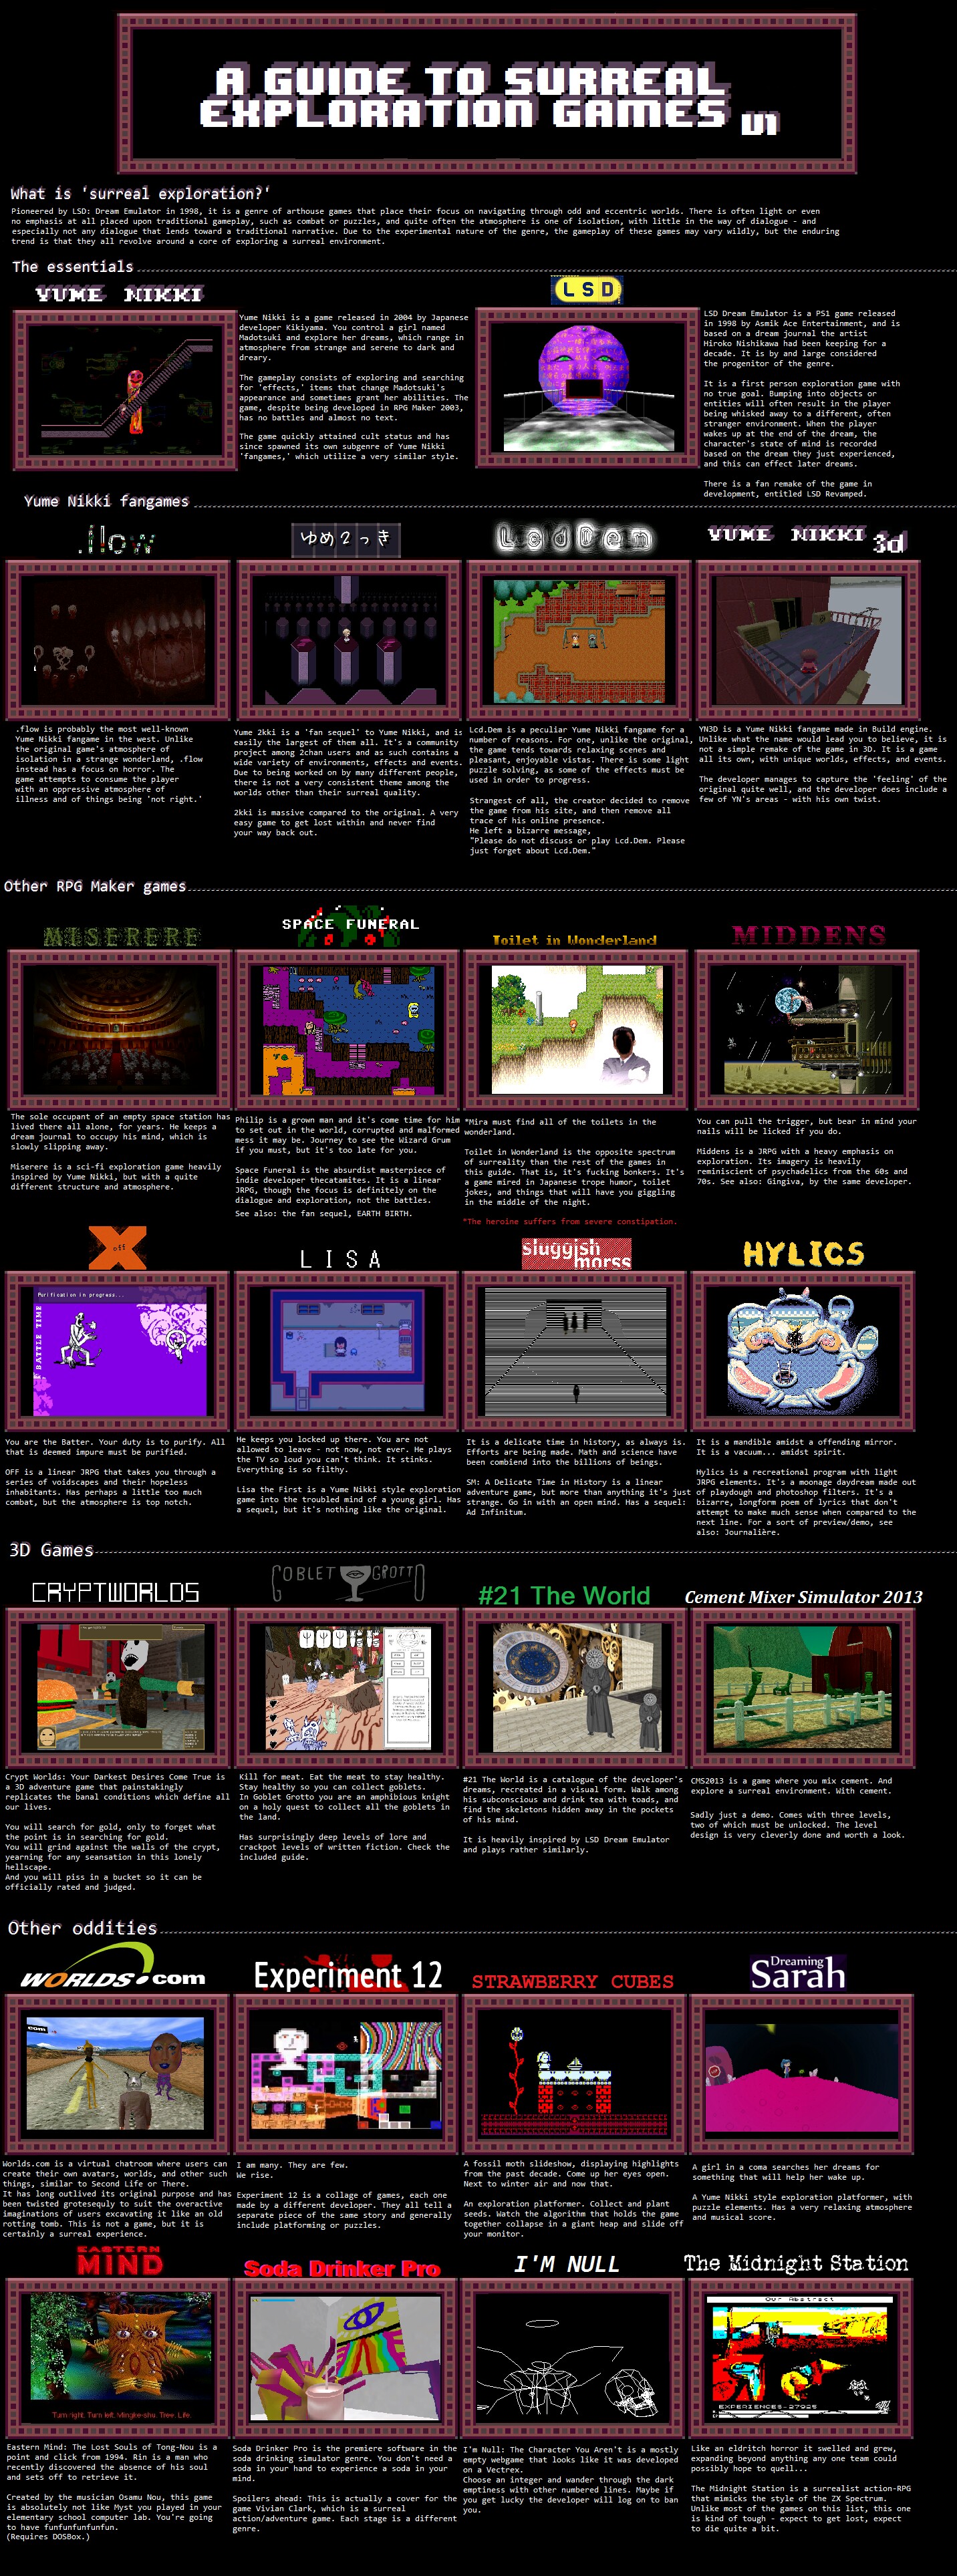 A GUIDE TO SURREAL
EXPLORATION GAMES V1
What is 'surreal exploration?'
Pioneered by LSD: Dream Emulator in 1998, it is a genre of arthouse games that place their focus on navigating through odd and eccentric worlds. There is often light or even
no emphasis at all placed upon traditional gameplay, such as combat or puzzles, and quite often the atmosphere is one of isolation, with little in the way of dialogue - and
especially not any dialogue that lends toward a traditional narrative. Due to the experimental nature of the genre, the gameplay of these games may vary wildly, but the enduring
trend is that they all revolve around a core of exploring a surreal environment.
The essentials
YUME NIKKI
Yume Nikki is a game released in 2004 by Japanese
developer Kikiyama. You control a girl named
Madotsuki and explore her dreams, which range in
atmosphere from strange and serene to dark and
dreary.
The gameplay consists of exploring and searching
for 'effects,' items that change Madotsuki's
appearance and sometimes grant her abilities. The
game, despite being developed in RPG Maker 2003,
has no battles and almost no text.
The game quickly attained cult status and has
since spawned its own subgenre of Yume Nikki
'fangames,' which utilize a very similar style.
LSD
LSD Dream Emulator is a PS1 game released
in 1998 by Asmik Ace Entertainment, and is
based on a dream journal the artist
Hiroko Nishikawa had been keeping for a
decade. It is by and large considered
the progenitor of the genre.
It is a first person exploration game with
no true goal. Bumping into objects or
entities will often result in the player
being whisked away to a different, often
stranger environment. When the player
wakes up at the end of the dream, the
character's state of mind is recorded
based on the dream they just experienced,
and this can effect later dreams.
There is a fan remake of the game in
development, entitled LSD Revamped.
Yume Nikki fangames
.flow
.flow is probably the most well-known
Yume Nikki fangame in the west. Unlike
the original game's atmosphere of
isolation in a strange wonderland, .flow
instead has a focus on horror. The
game attempts to consume the player
with an oppressive atmosphere of
illness and of things being 'not right.'
ゆめ2っき
Yume 2kki is a 'fan sequel' to Yume Nikki, and is
easily the largest of them all. It's a community
project among 2chan users and as such contains a
wide variety of environments, effects and events.
Due to being worked on by many different people,
there is not a very consistent theme among the
worlds other than their surreal quality.
2kki is massive compared to the original. A very
easy game to get lost within and never find
your way back out.
Lcd Dem
Lcd.Dem is a peculiar Yume Nikki fangame for a
number of reasons. For one, unlike the original,
the game tends towards relaxing scenes and
pleasant, enjoyable vistas. There is some light
puzzle solving, as some of the effects must be
used in order to progress.
Strangest of all, the creator decided to remove
the game from his site, and then remove all
trace of his online presence.
He left a bizarre message,
"Please do not discuss or play Lcd.Dem. Please
just forget about Lcd.Dem."
YUME NIKKI 3d
YN3D is a Yume Nikki fangame made in Build engine.
Unlike what the name would lead you to believe, it is
not a simple remake of the game in 3D. It is a game
all its own, with unique worlds, effects, and events.
The developer manages to capture the 'feeling' of the
original quite well, and the developer does include a
few of YN's areas - with his own twist.
Other RPG Maker games
MISERERE
The sole occupant of an empty space station has
lived there all alone, for years. He keeps a
dream journal to occupy his mind, which is
slowly slipping away.
Miserere is a sci-fi exploration game heavily
inspired by Yume Nikki, but with a quite
different structure and atmosphere.
SPACE FUNERAL
Philip is a grown man and it's come time for him
to set out in the world, corrupted and malformed
mess it may be. Journey to see the Wizard Grum
if you must, but it's too late for you.
Space Funeral is the absurdist masterpiece of
indie developer thecatamites. It is a linear
JRPG, though the focus is definitely on the
dialogue and exploration, not the battles.
See also: the fan sequel, EARTH BIRTH.
Toilet in Wonderland
*Mira must find all of the toilets in the
wonderland.
Toilet in Wonderland is the opposite spectrum
of surreality than the rest of the games in
this guide. That is, it's fucking bonkers. It's
a game mired in Japanese trope humor, toilet
jokes, and things that will have you giggling
in the middle of the night.
*The heroine suffers from severe constipation.
MIDDENS
You can pull the trigger, but bear in mind your
nails will be licked if you do.
Middens is a JRPG with a heavy emphasis on
exploration. Its imagery is heavily
reminiscient of psychadelics from the 60s and
70s. See also: Gingiva, by the same developer.
off
Purification in progress...
BATTLE TIME
You are the Batter. Your duty is to purify. All
that is deemed impure must be purified.
OFF is a linear JRPG that takes you through a
series of voidscapes and their hopeless
inhabitants. Has perhaps a little too much
combat, but the atmosphere is top notch.
LISA
He keeps you locked up there. You are not
allowed to leave - not now, not ever. He plays
the TV so loud you can't think. It stinks.
Everything is so filthy.
Lisa the First is a Yume Nikki style exploration
game into the troubled mind of a young girl. Has
a sequel, but it's nothing like the original.
sluggish
morss
It is a delicate time in history, as always is.
Efforts are being made. Math and science have
been combiend into the billions of beings.
SM: A Delicate Time in History is a linear
adventure game, but more than anything it's just
strange. Go in with an open mind. Has a sequel:
Ad Infinitum.
HYLICS
It is a mandible amidst a offending mirror.
It is a vacuum... amidst spirit.
Hylics is a recreational program with light
JRPG elements. It's a moonage daydream made out
of playdough and photoshop filters. It's a
bizarre, longform poem of lyrics that don't
attempt to make much sense when compared to the
next line. For a sort of preview/demo, see
also: Journalière.
3D Games
CRYPTWORLDS
Crypt Worlds: Your Darkest Desires Come True is
a 3D adventure game that painstakingly
replicates the banal conditions which define all
our lives.
You will search for gold, only to forget what
the point is in searching for gold.
You will grind against the walls of the crypt,
yearning for any seansation in this lonely
hellscape.
And you will piss in a bucket so it can be
officially rated and judged.
GOBLET GROTTO
Kill for meat. Eat the meat to stay healthy.
Stay healthy so you can collect goblets.
In Goblet Grotto you are an amphibious knight
on a holy quest to collect all the goblets in
the land.
Has surprisingly deep levels of lore and
crackpot levels of written fiction. Check the
included guide.
#21 The World
#21 The World is a catalogue of the developer's
dreams, recreated in a visual form. Walk among
his subconscious and drink tea with toads, and
find the skeletons hidden away in the pockets
of his mind.
It is heavily inspired by LSD Dream Emulator
and plays rather similarly.
Cement Mixer Simulator 2013
CMS2013 is a game where you mix cement. And
explore a surreal environment. With cement.
Sadly just a demo. Comes with three levels,
two of which must be unlocked. The level
design is very cleverly done and worth a look.
Other oddities
WORLDS.com
com
Worlds.com is a virtual chatroom where users can
create their own avatars, worlds, and other such
things, similar to Second Life or There.
It has long outlived its original purpose and has
been twisted grotesquly to suit the overactive
imaginations of users excavating it like an old
rotting tomb. This is not a game, but it is
certainly a surreal experience.
Experiment 12
I am many. They are few.
We rise.
Experiment 12 is a collage of games, each one
made by a different developer. They all tell a
separate piece of the same story and generally
include platforming or puzzles.
STRAWBERRY CUBES
A fossil moth slideshow, displaying highlights
from the past decade. Come up her eyes open.
Next to winter air and now that.
An exploration platformer. Collect and plant
seeds. Watch the algorithm that holds the game
together collapse in a giant heap and slide off
your monitor.
Dreaming
Sarah
A girl in a coma searches her dreams for
something that will help her wake up.
A Yume Nikki style exploration platformer, with
puzzle elements. Has a very relaxing atmosphere
and musical score.
EASTERN
MIND
Turn right. Turn left. Mingke-shu. Tree. Life.
Eastern Mind: The Lost Souls of Tong-Nou is a
point and click from 1994. Rin is a man who
recently discovered the absence of his soul
and sets off to retrieve it.
Created by the musician Osamu Nou, this game
is absolutely not like Myst you played in your
elementary school computer lab. You're going
to have funfunfunfunfun.
(Requires DOSBox.)
Soda Drinker Pro
Soda Drinker Pro is the premiere software in the
soda drinking simulator genre. You don't need a
soda in your hand to experience a soda in your
mind.
Spoilers ahead: This is actually a cover for the
game Vivian Clark, which is a surreal
action/adventure game. Each stage is a different
genre.
I'M NULL
I'm Null: The Character You Aren't is a mostly
empty webgame that looks like it was developed
on a Vectrex.
Choose an integer and wander through the dark
emptiness with other numbered lines. Maybe if
you get lucky the developer will log on to ban
you.
The Midnight Station
Our Abstract
EXPERIENCES-27925
Like an eldritch horror it swelled and grew,
expanding beyond anything any one team could
possibly hope to quell...
The Midnight Station is a surrealist action-RPG
that mimicks the style of the ZX Spectrum.
Unlike most of the games on this list, this one
is kind of tough - expect to get lost, expect
to die quite a bit.